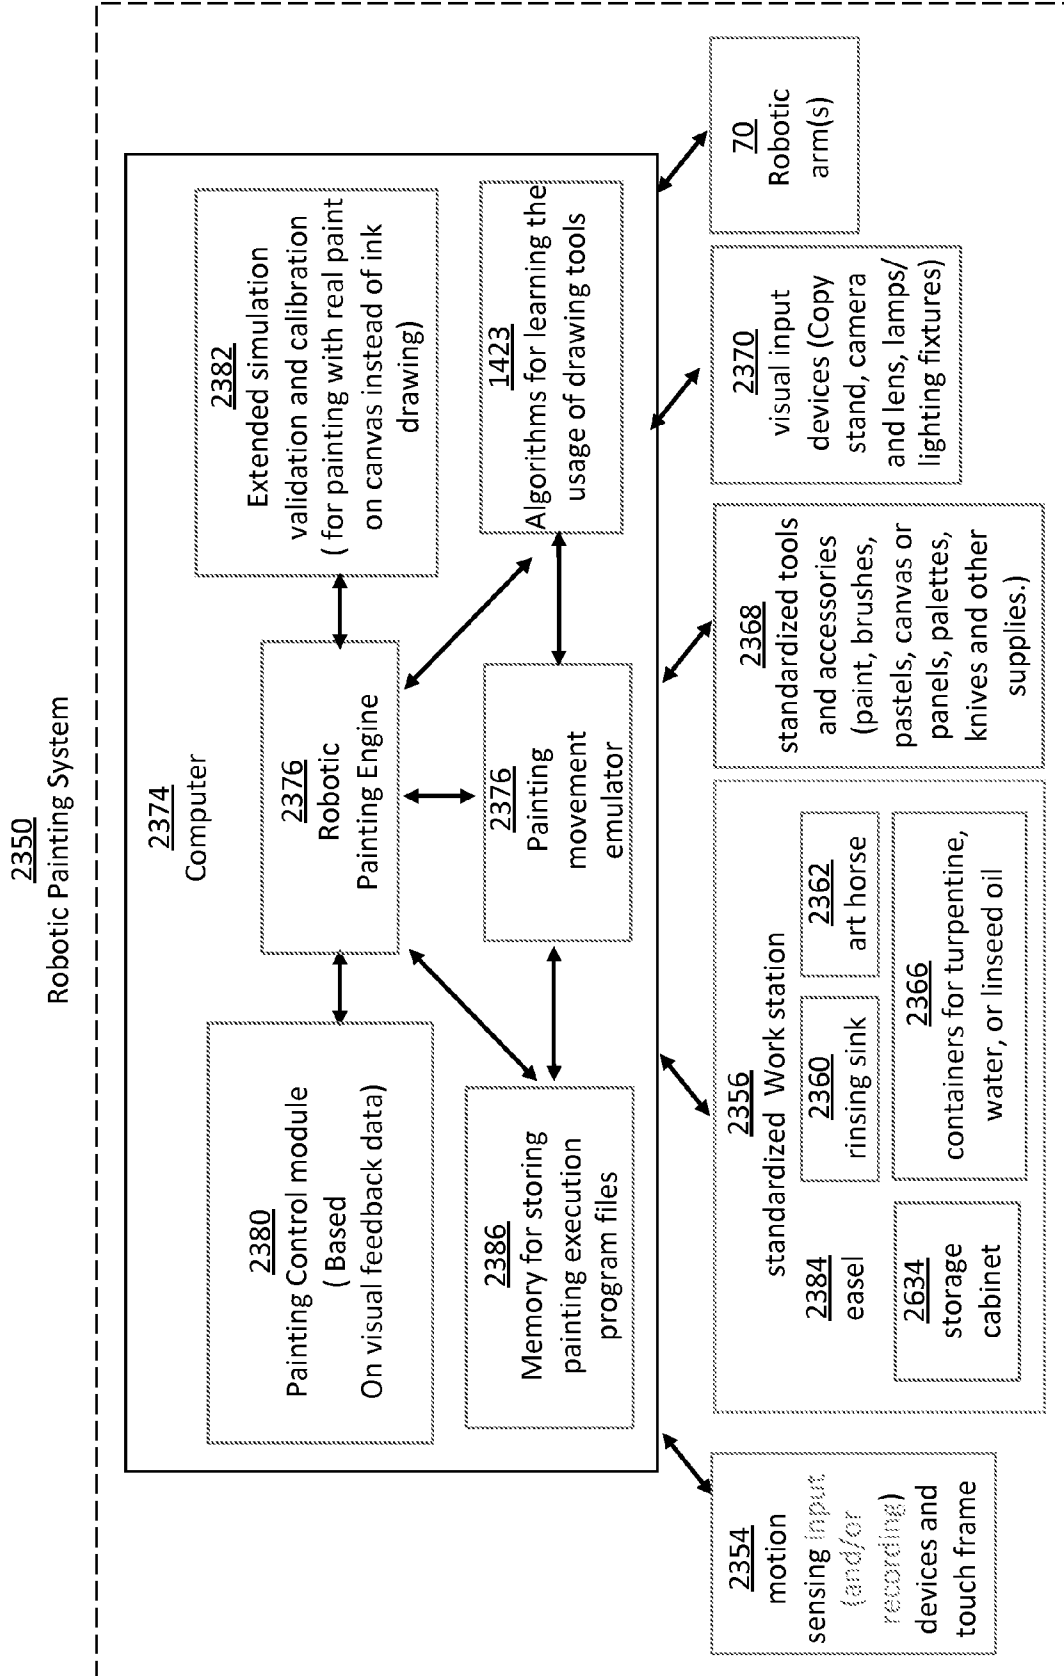 2350
Robotic Painting System
2374
Computer
2380
Painting Control module
( Based
On visual feedback data)
2376
Robotic
Painting Engine
2382
Extended simulation
validation and calibration
( for painting with real paint
on canvas instead of ink
drawing)
2386
Memory for storing
painting execution
program files
2376
Painting
movement
emulator
1423
Algorithms for learning the
usage of drawing tools
2354
motion
sensing input
(and/or
recording)
devices and
touch frame
2356
standardized Work station
2384
easel
2360
rinsing sink
2362
art horse
2634
storage
cabinet
2366
containers for turpentine,
water, or linseed oil
2368
standardized tools
and accessories
(paint, brushes,
pastels, canvas or
panels, palettes,
knives and other
supplies.)
2370
visual input
devices (Copy
stand, camera
and lens, lamps/
lighting fixtures)
70
Robotic
arm(s)